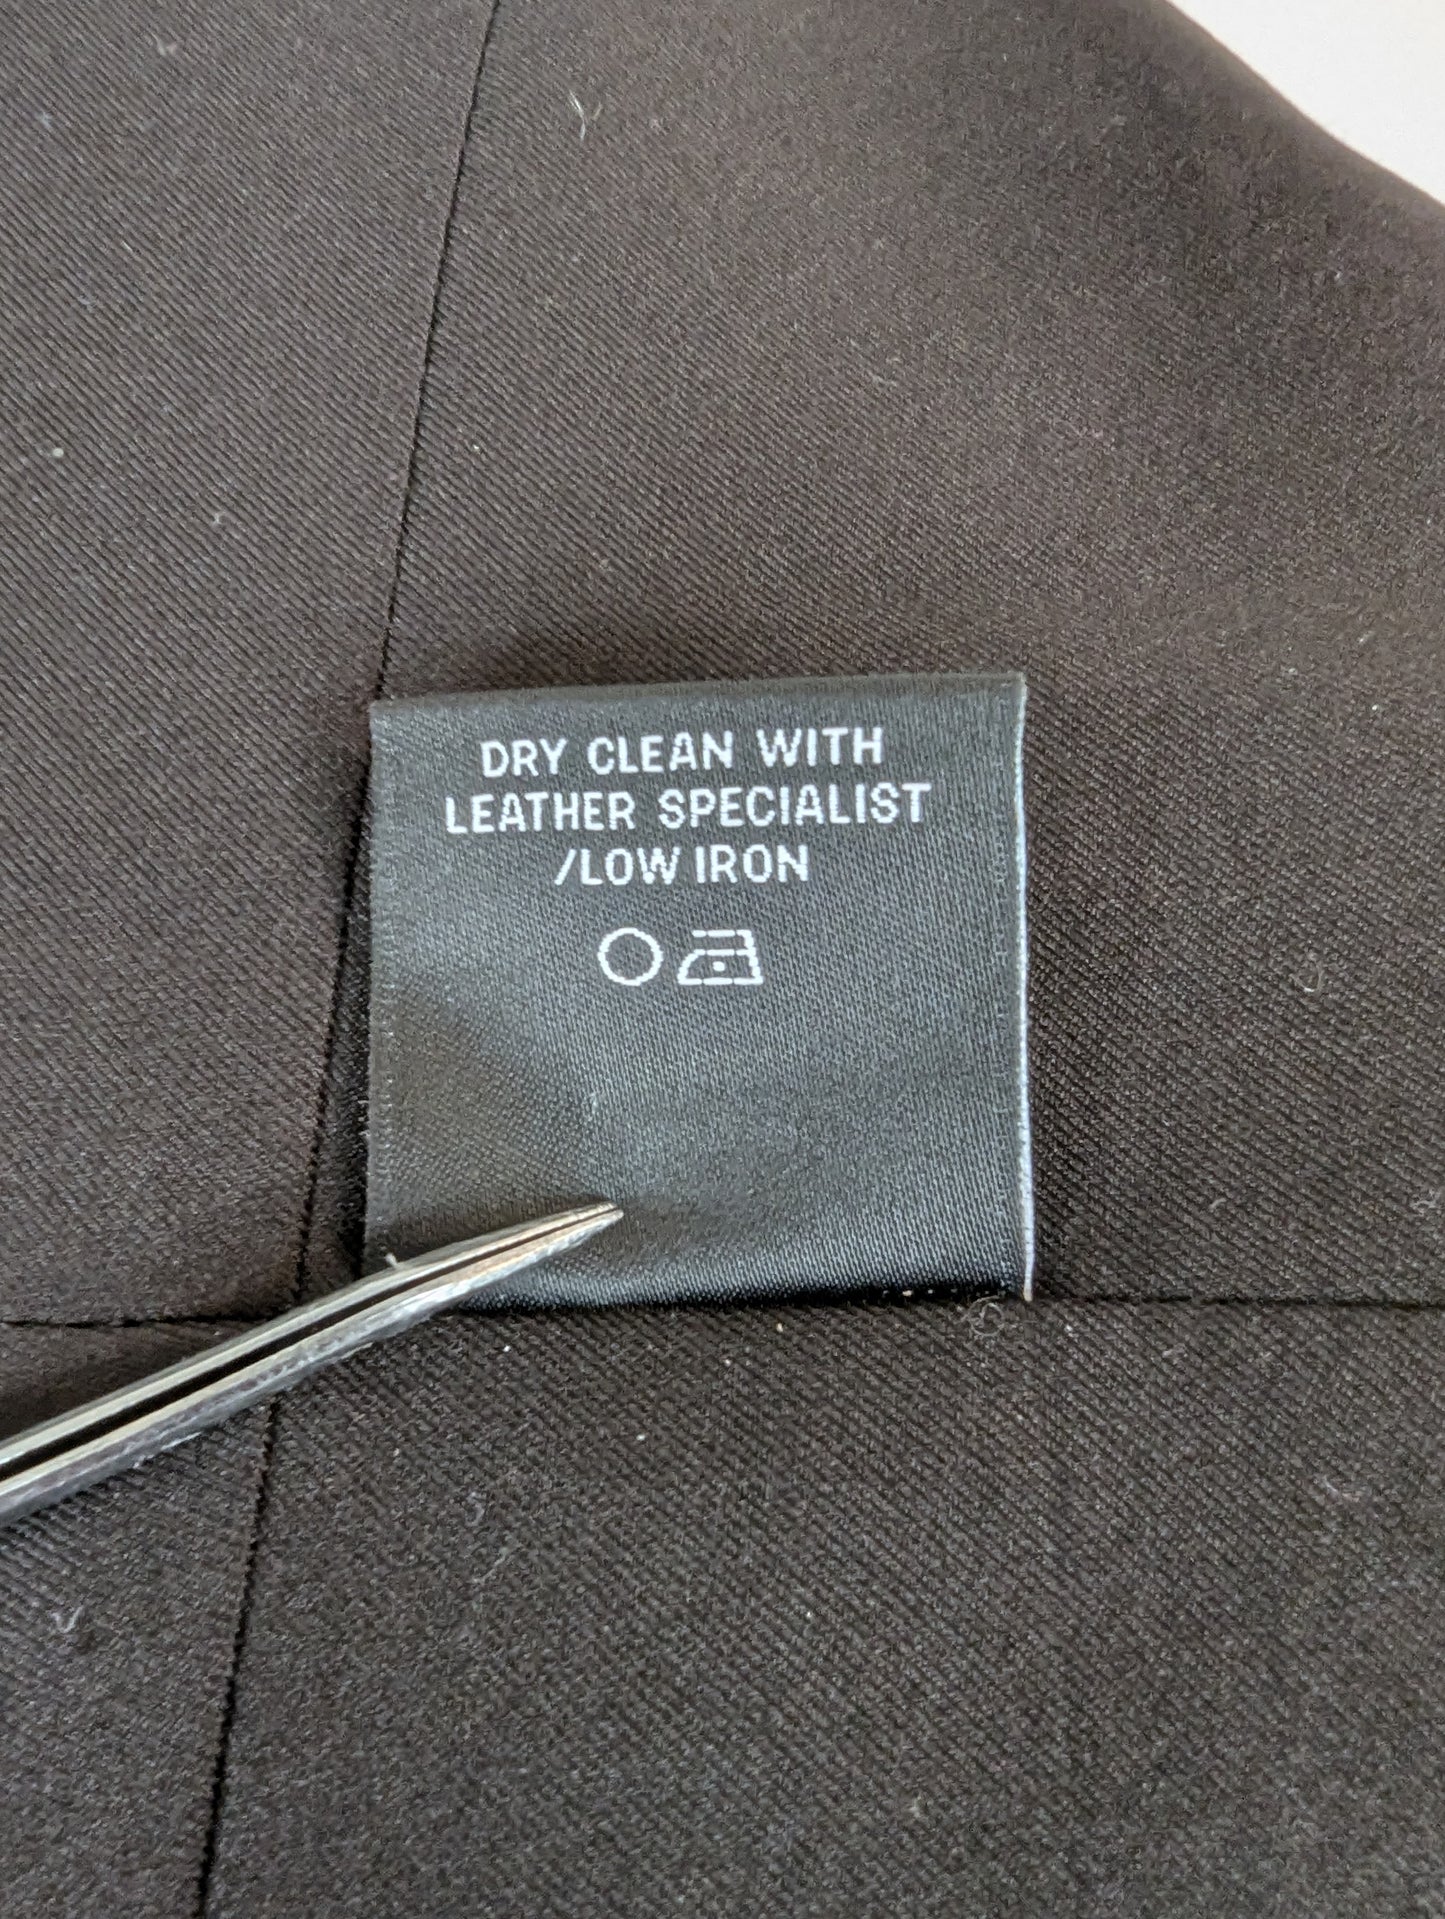 DRY CLEAN WITH
LEATHER SPECIALIST
/LOW IRON